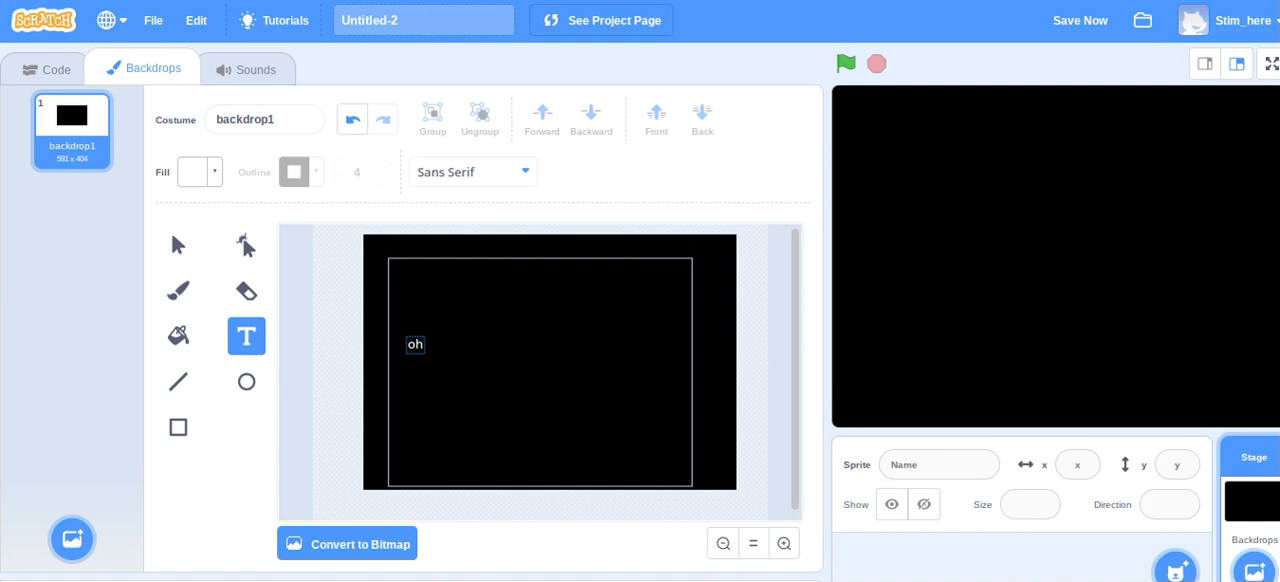 SCRATCH File Edit Tutorials Untitled-2 See Project Page Save Now Stim_here
Code Backdrops Sounds
1
backdrop1
591 x 404
Costume backdrop1 Group Ungroup Forward Backward Front Back
Fill Outline 4 Sans Serif
T
oh
Convert to Bitmap
Sprite Name x x y y
Show Size Direction
Stage
Backdrops